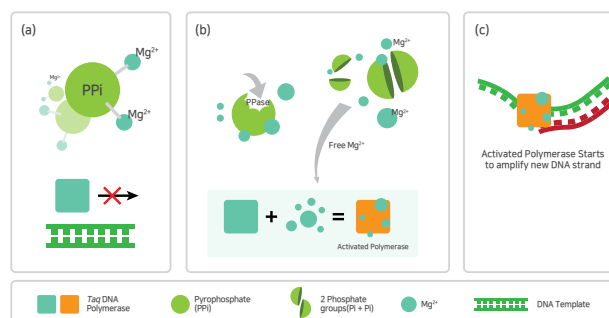 (a)
Mg2+
PPi
Mg2+
Mg2+
(b)
PPase
Mg2+
Mg2+
Free Mg2+
+
=
Activated Polymerase
(c)
Activated Polymerase Starts
to amplify new DNA strand
Taq DNA
Polymerase
Pyrophosphate
(PPi)
2 Phosphate
groups(Pi + Pi)
Mg2+
DNA Template